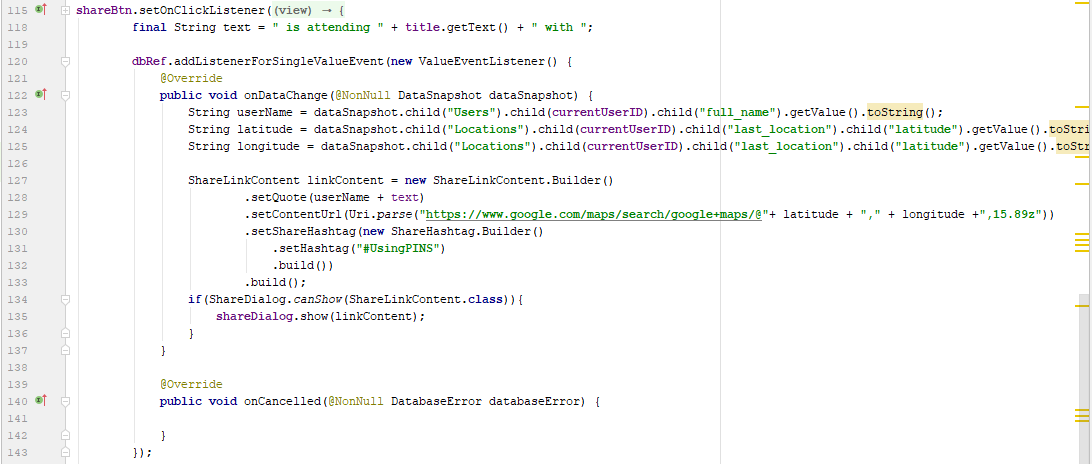 115 shareBtn.setOnClickListener((view) → {
118 final String text = " is attending " + title.getText() + " with ";
119
120 dbRef.addListenerForSingleValueEvent(new ValueEventListener() {
121 @Override
122 public void onDataChange(@NonNull DataSnapshot dataSnapshot) {
123 String userName = dataSnapshot.child("Users").child(currentUserID).child("full_name").getValue().toString();
124 String latitude = dataSnapshot.child("Locations").child(currentUserID).child("last_location").child("latitude").getValue().toStri
125 String longitude = dataSnapshot.child("Locations").child(currentUserID).child("last_location").child("latitude").getValue().toStr
126
127 ShareLinkContent linkContent = new ShareLinkContent.Builder()
128 .setQuote(userName + text)
129 .setContentUrl(Uri.parse("https://www.google.com/maps/search/google+maps/@"+ latitude + "," + longitude +",15.89z"))
130 .setShareHashtag(new ShareHashtag.Builder()
131 .setHashtag("#UsingPINS")
132 .build())
133 .build();
134 if(ShareDialog.canShow(ShareLinkContent.class)){
135 shareDialog.show(linkContent);
136 }
137 }
138
139 @Override
140 public void onCancelled(@NonNull DatabaseError databaseError) {
141
142 }
143 });